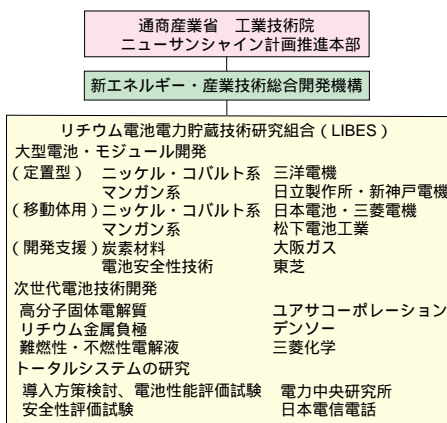 通商産業省　工業技術院
ニューサンシャイン計画推進本部
新エネルギー・産業技術総合開発機構
リチウム電池電力貯蔵技術研究組合（LIBES）
大型電池・モジュール開発
（定置型）　ニッケル・コバルト系　三洋電機
マンガン系　日立製作所・新神戸電機
（移動体用）ニッケル・コバルト系　日本電池・三菱電機
マンガン系　松下電池工業
（開発支援）炭素材料　大阪ガス
電池安全性技術　東芝
次世代電池技術開発
高分子固体電解質　ユアサコーポレーション
リチウム金属負極　デンソー
難燃性・不燃性電解液　三菱化学
トータルシステムの研究
導入方策検討、電池性能評価試験　電力中央研究所
安全性評価試験　日本電信電話